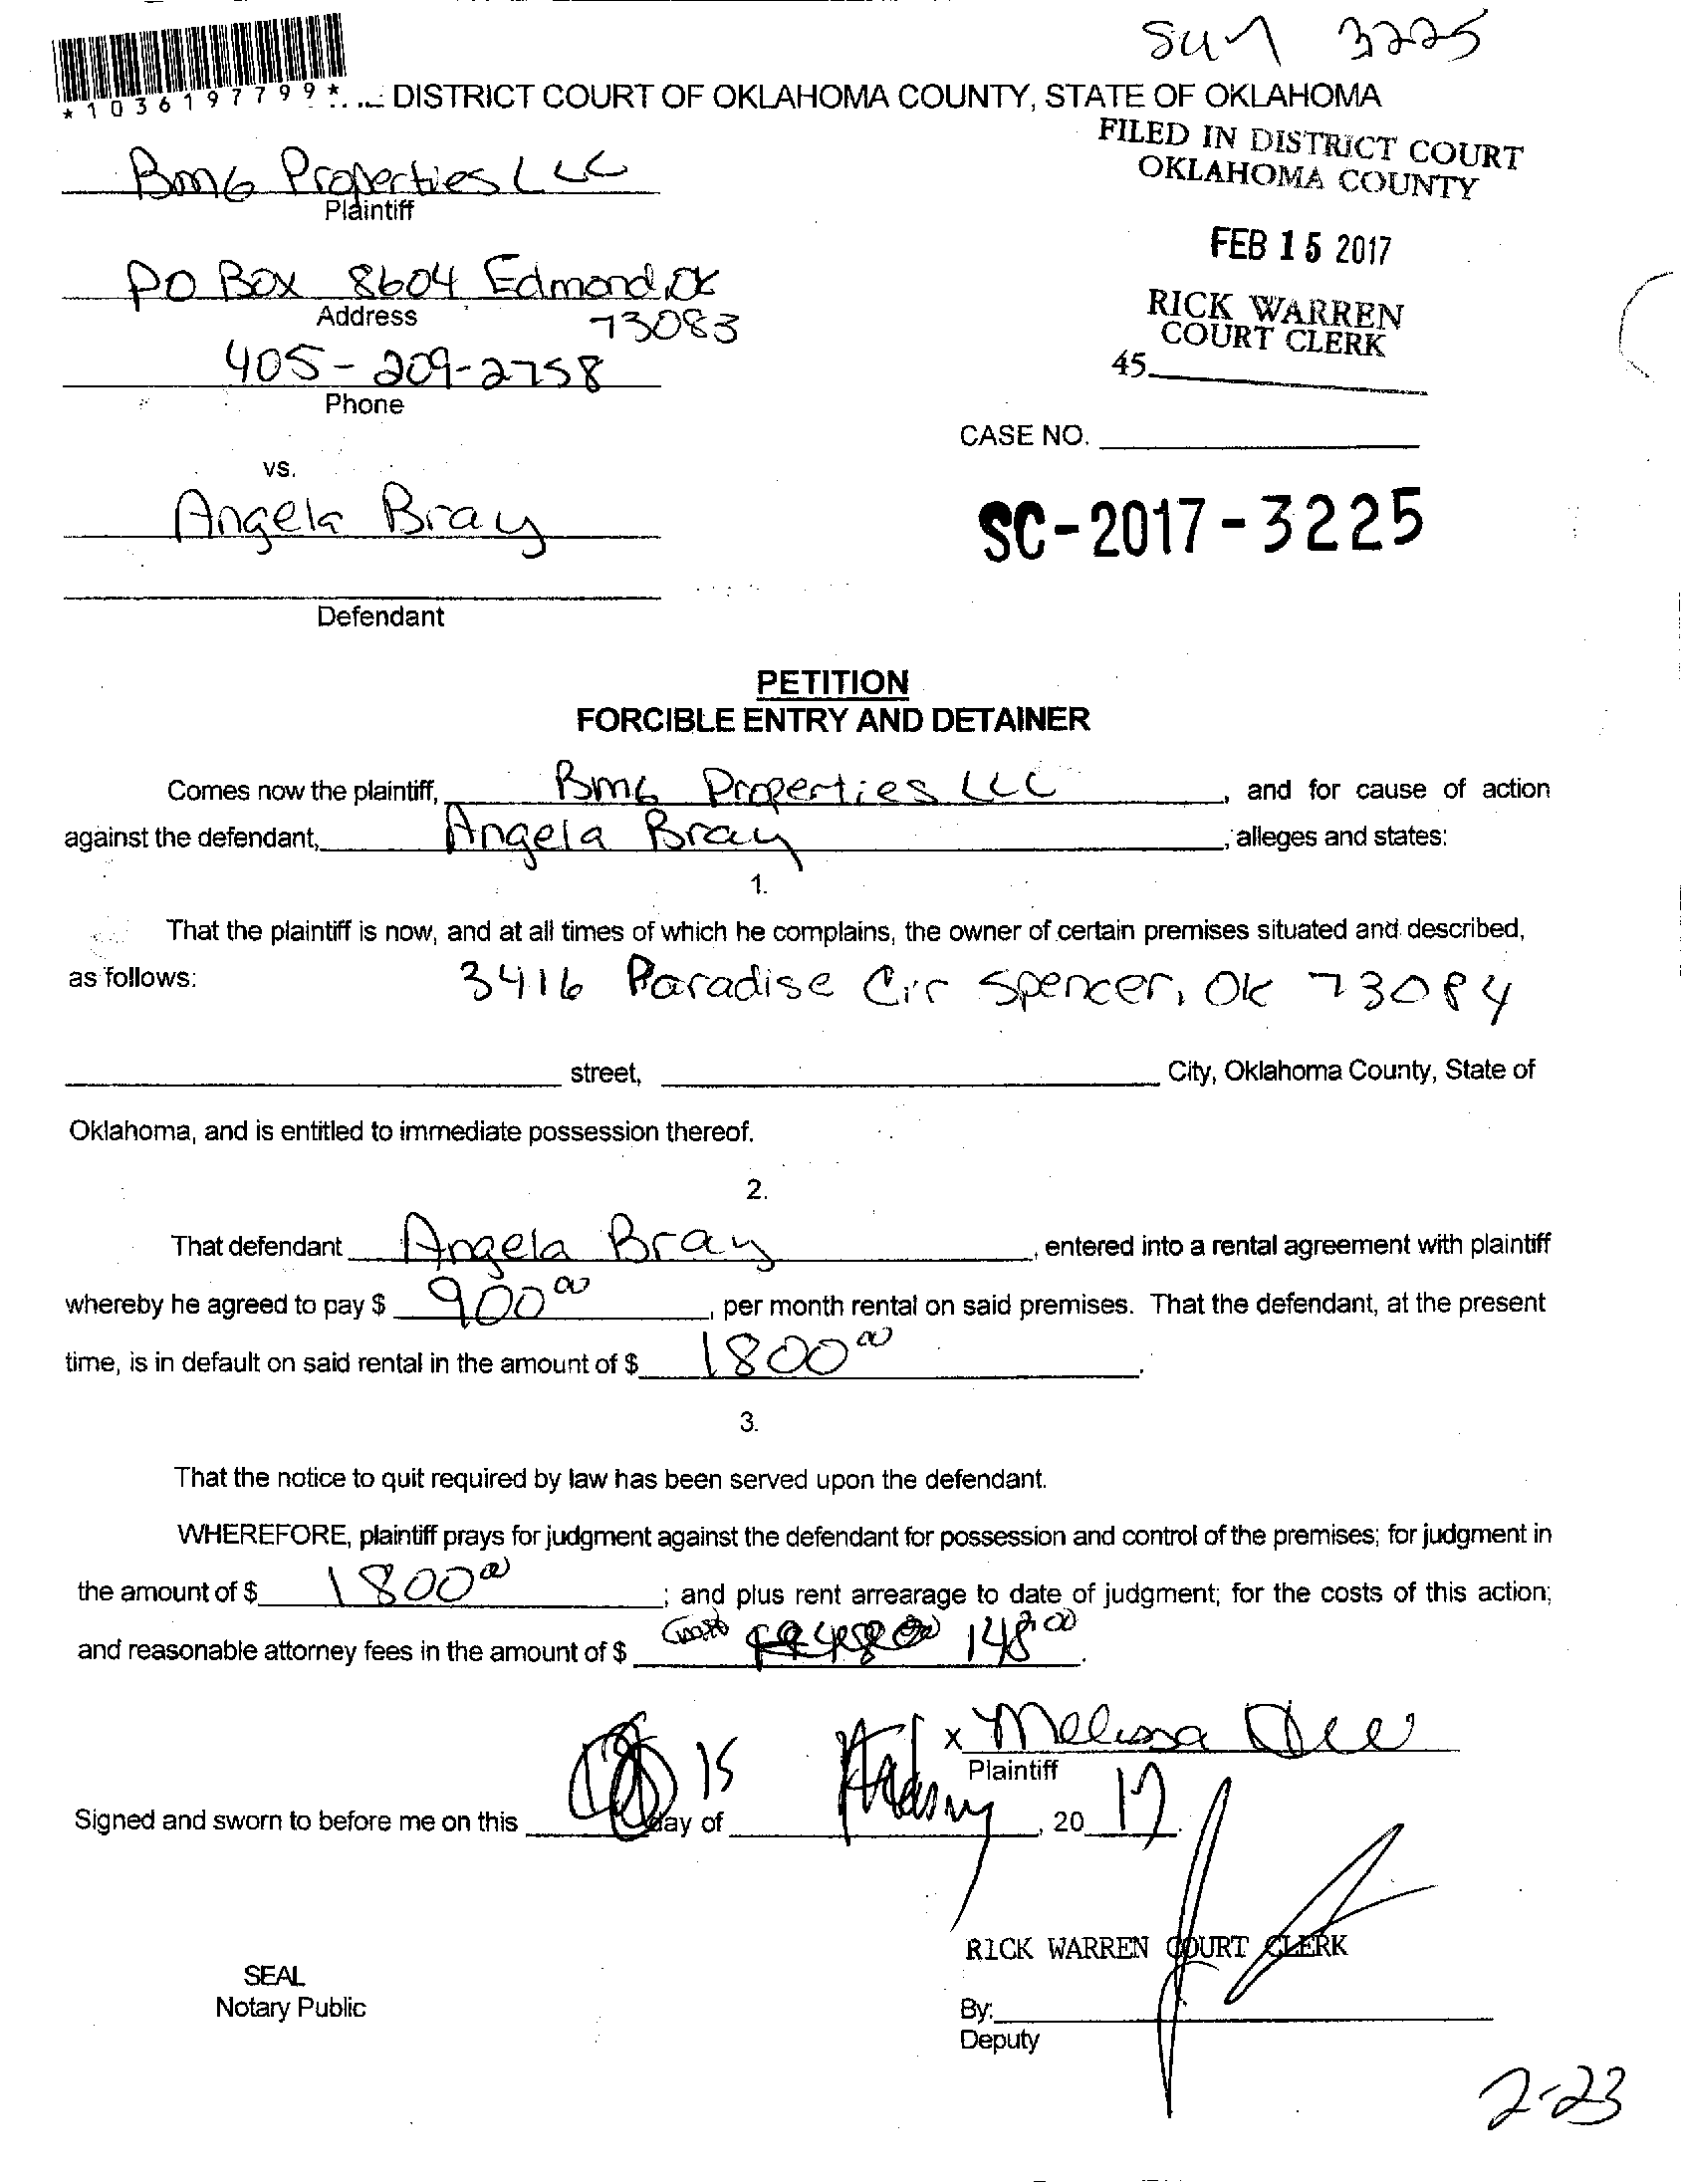 SM 3225
*1036197799*
DISTRICT COURT OF OKLAHOMA COUNTY, STATE OF OKLAHOMA
FILED IN DISTRICT COURT
OKLAHOMA COUNTY
BMG Properties LLC
Plaintiff
FEB 15 2017
PO Box 8604 Edmond, OK
Address
73083
RICK WARREN
COURT CLERK
45
405-209-2758
Phone
CASE NO.
vs.
Angela Bray
SC-2017-3225
Defendant
PETITION
FORCIBLE ENTRY AND DETAINER
Comes now the plaintiff, BMG Properties LLC, and for cause of action
against the defendant, Angela Bray, alleges and states:
1.
That the plaintiff is now, and at all times of which he complains, the owner of certain premises situated and described,
as follows: 3416 Paradise Cir Spencer, OK 73084
street, City, Oklahoma County, State of
Oklahoma, and is entitled to immediate possession thereof.
2.
That defendant Angela Bray, entered into a rental agreement with plaintiff
whereby he agreed to pay $ 900 00, per month rental on said premises. That the defendant, at the present
time, is in default on said rental in the amount of $ 1800 00.
3.
That the notice to quit required by law has been served upon the defendant.
WHEREFORE, plaintiff prays for judgment against the defendant for possession and control of the premises; for judgment in
the amount of $ 1800 00; and plus rent arrearage to date of judgment; for the costs of this action;
and reasonable attorney fees in the amount of $ 148.00.
x Melissa
Plaintiff
Signed and sworn to before me on this 15 day of February, 20 17.
RICK WARREN COURT CLERK
SEAL
Notary Public
By:
Deputy
2-23